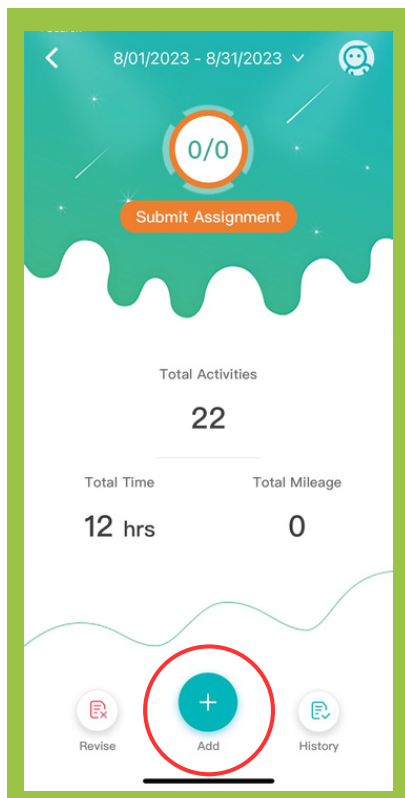 8/01/2023 - 8/31/2023
0/0
Submit Assignment
Total Activities
22
Total Time Total Mileage
12 hrs 0
Revise Add History